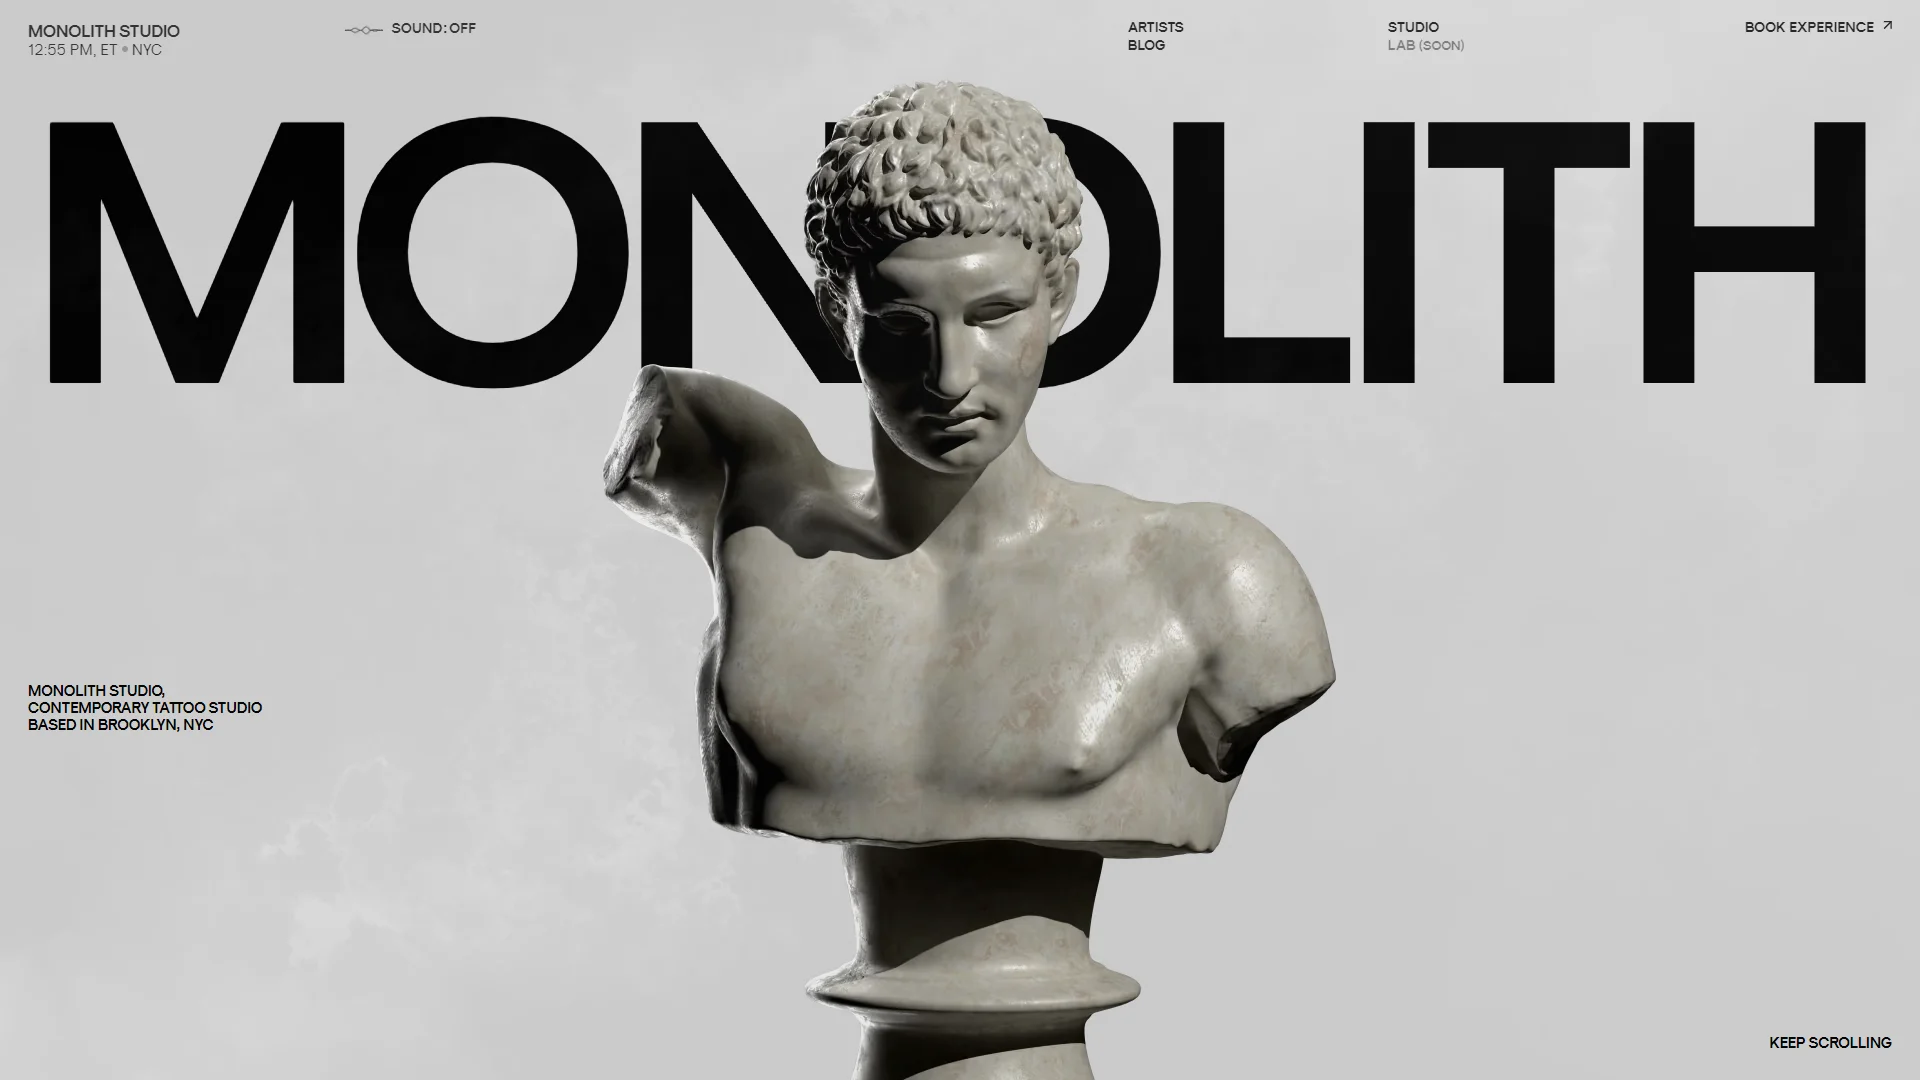 MONOLITH STUDIO
12:55 PM, ET • NYC
SOUND: OFF
ARTISTS
BLOG
STUDIO
LAB (SOON)
BOOK EXPERIENCE
MONOLITH
MONOLITH STUDIO,
CONTEMPORARY TATTOO STUDIO
BASED IN BROOKLYN, NYC
KEEP SCROLLING